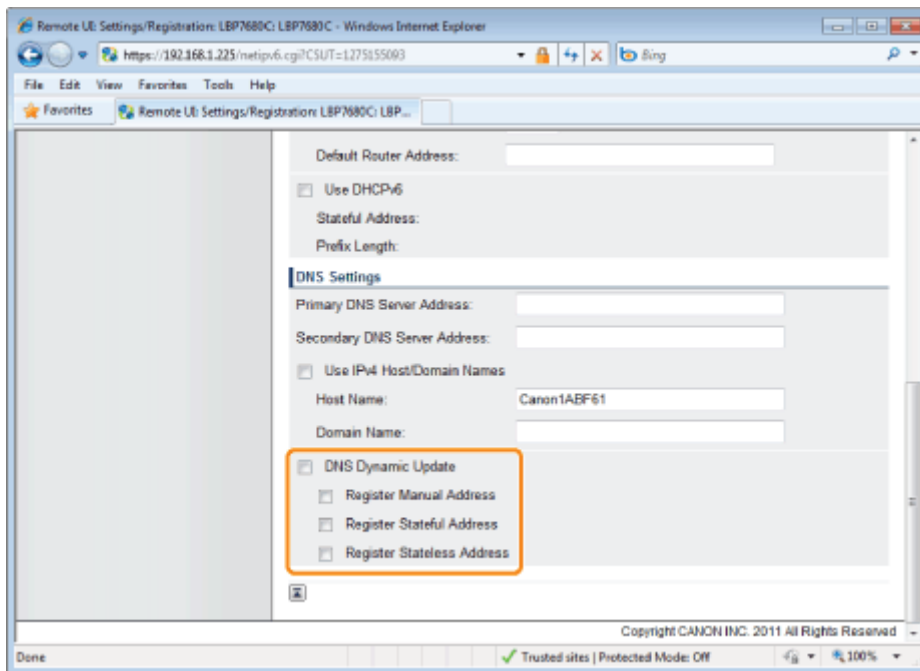 Remote UI: Settings/Registration: LBP7680C: LBP7680C - Windows Internet Explorer
https://192.168.1.225/netipv6.cgi?CSUT=1275155093
Bing
File Edit View Favorites Tools Help
Favorites
Remote UI: Settings/Registration: LBP7680C: LBP...
Default Router Address:
Use DHCPv6
Stateful Address:
Prefix Length:
DNS Settings
Primary DNS Server Address:
Secondary DNS Server Address:
Use IPv4 Host/Domain Names
Host Name: Canon1ABF61
Domain Name:
DNS Dynamic Update
Register Manual Address
Register Stateful Address
Register Stateless Address
Copyright CANON INC. 2011 All Rights Reserved
Done Trusted sites | Protected Mode: Off 100%